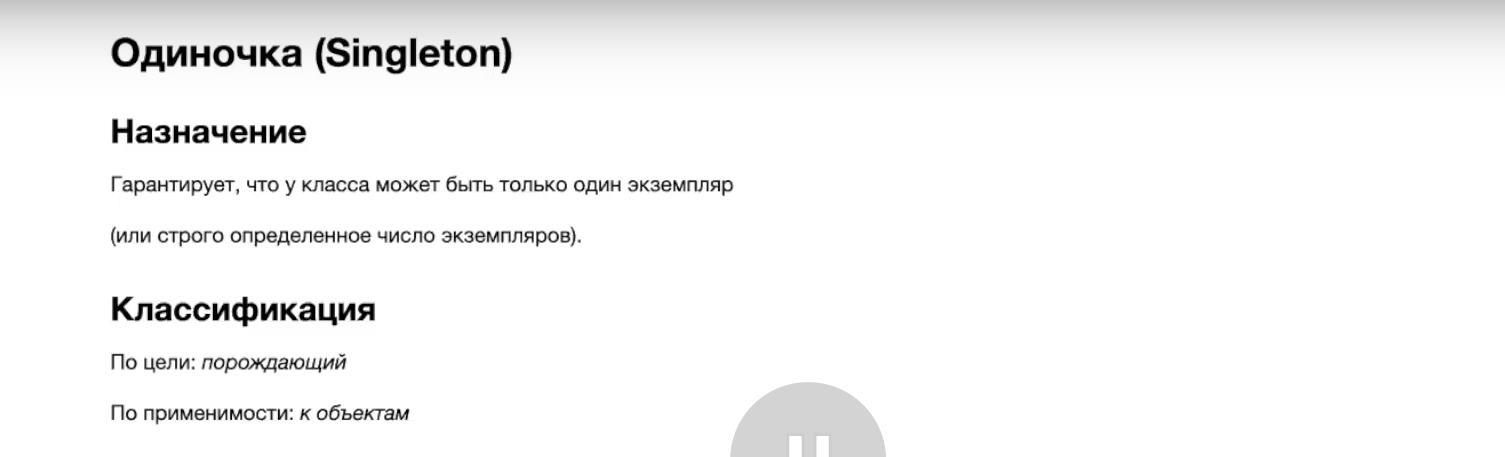 Одиночка (Singleton)
Назначение
Гарантирует, что у класса может быть только один экземпляр
(или строго определенное число экземпляров).
Классификация
По цели: порождающий
По применимости: к объектам